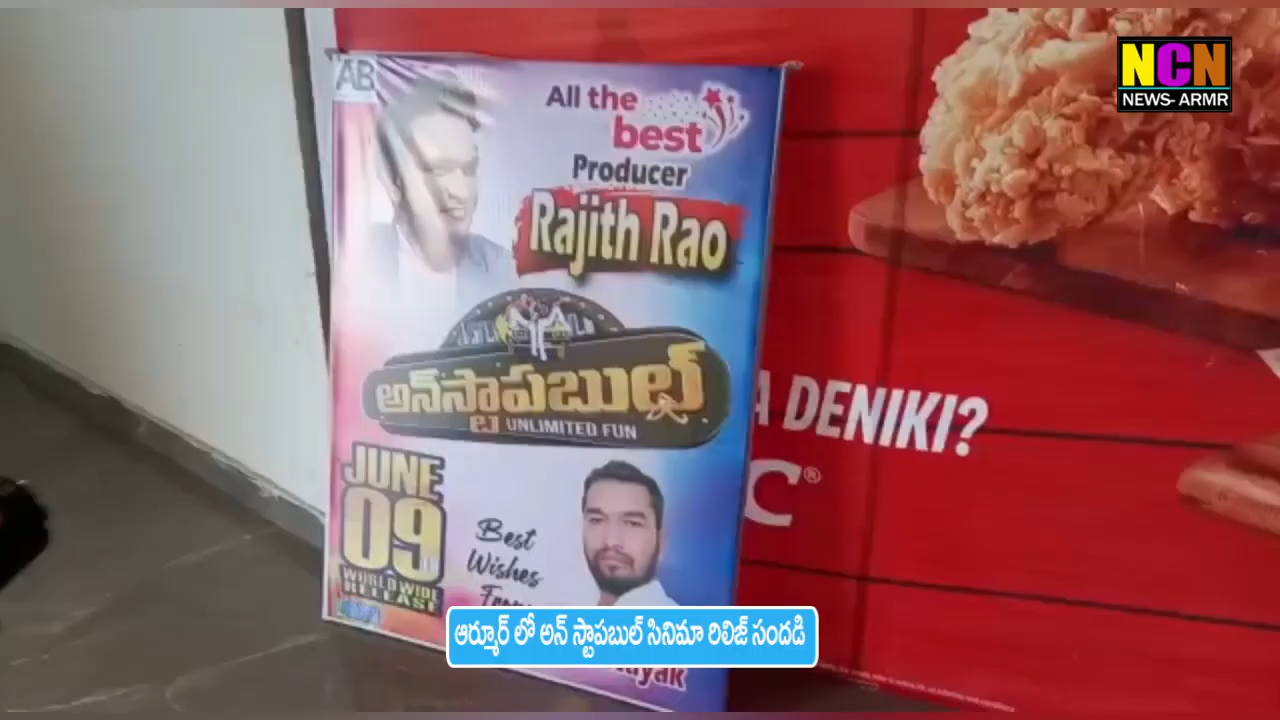 AB
All the
best
Producer
Rajith Rao
అన్‌స్టాపబుల్
UNLIMITED FUN
JUNE
09
WORLD WIDE
RELEASE
Best
Wishes
From
A DENIKI?
C®
NCN
NEWS- ARMR
ఆర్మూర్ లో అన్ స్టాపబుల్ సినిమా రిలీజ్ సందడి